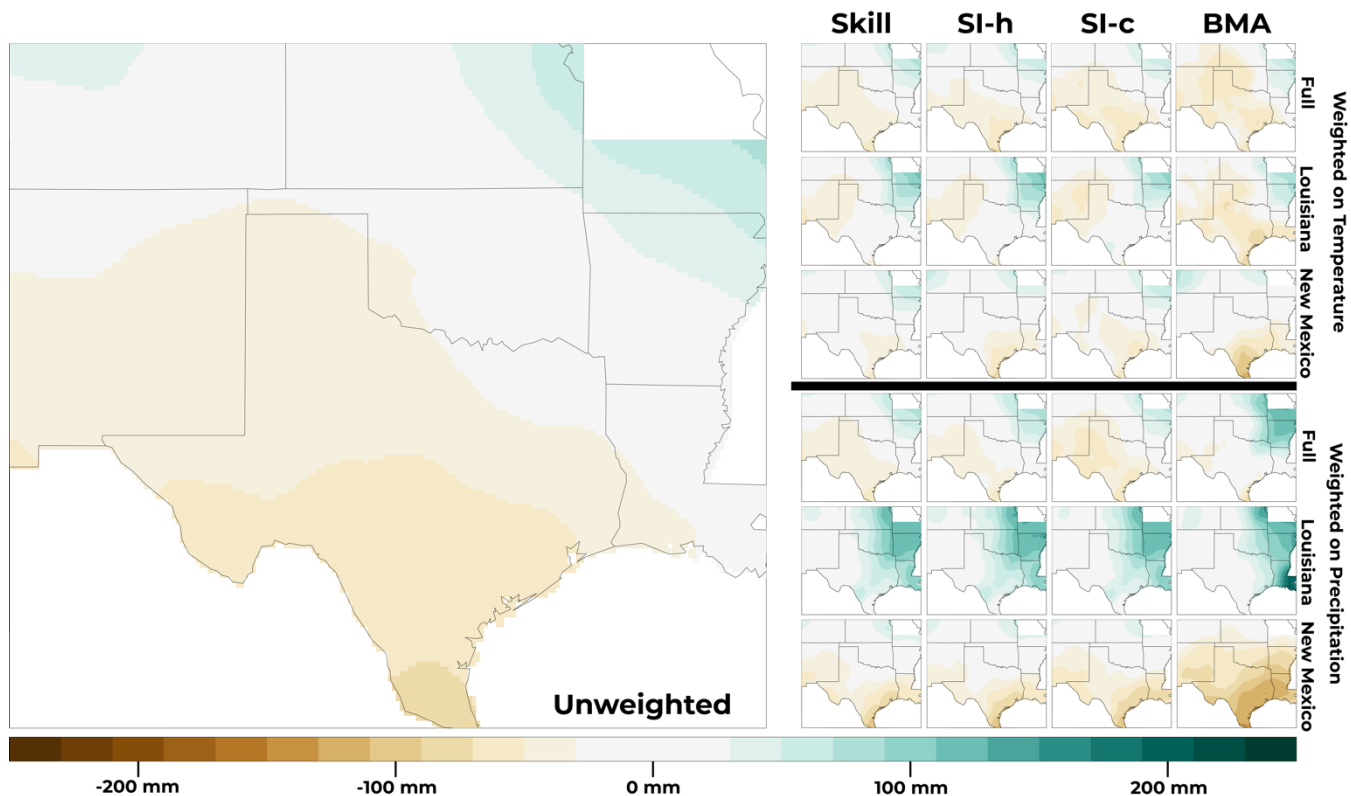 Skill SI-h SI-c BMA
Full
Louisiana
New Mexico
Weighted on Temperature
Full
Louisiana
New Mexico
Weighted on Precipitation
Unweighted
-200 mm -100 mm 0 mm 100 mm 200 mm